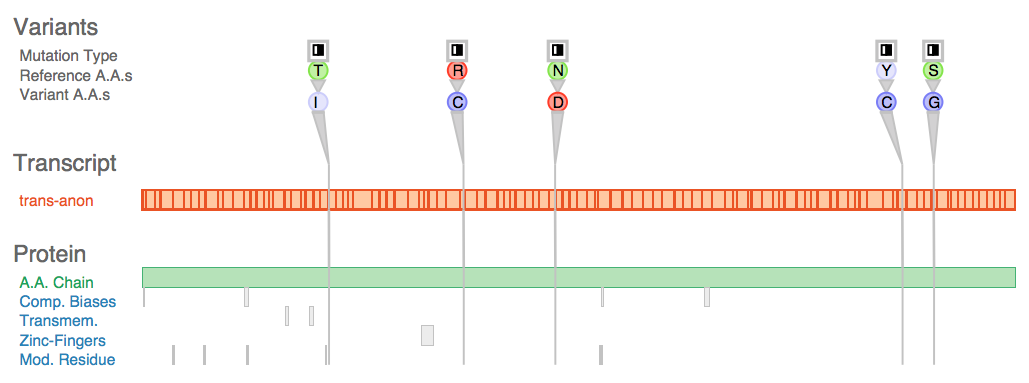 Variants
Mutation Type
Reference A.A.s T R N Y S
Variant A.A.s I C D C G
Transcript
trans-anon
Protein
A.A. Chain
Comp. Biases
Transmem.
Zinc-Fingers
Mod. Residue